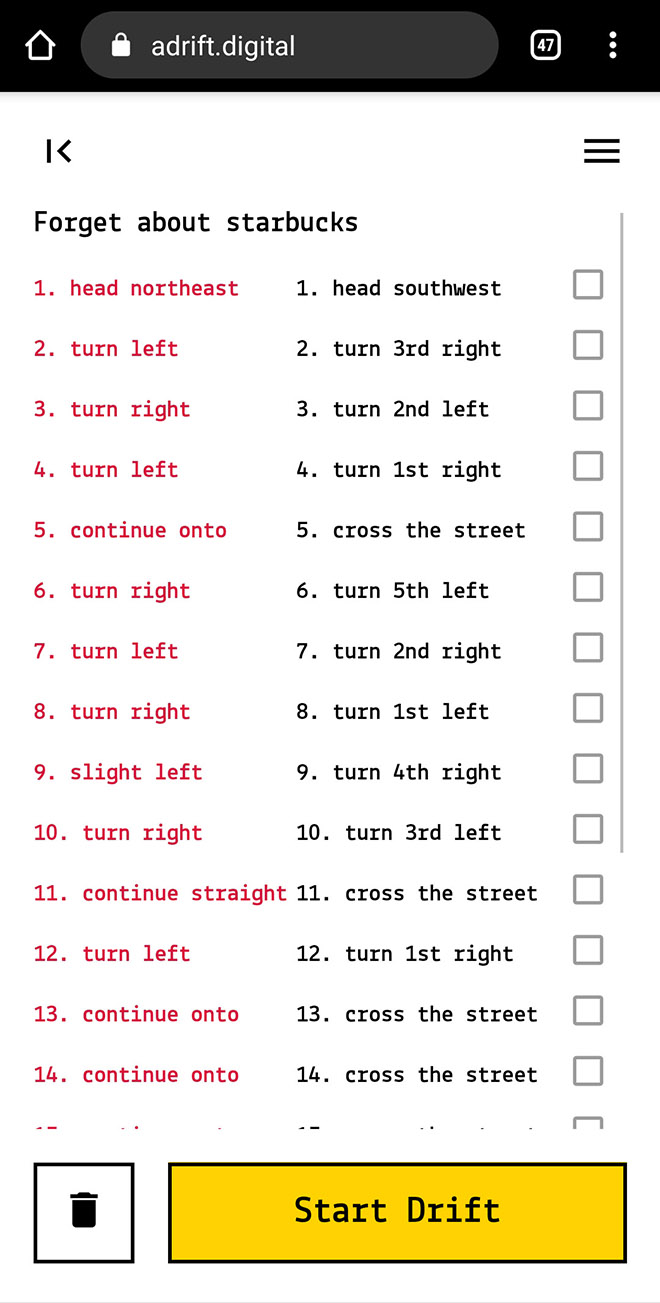 adrift.digital
47
Forget about starbucks
1. head northeast 1. head southwest
2. turn left 2. turn 3rd right
3. turn right 3. turn 2nd left
4. turn left 4. turn 1st right
5. continue onto 5. cross the street
6. turn right 6. turn 5th left
7. turn left 7. turn 2nd right
8. turn right 8. turn 1st left
9. slight left 9. turn 4th right
10. turn right 10. turn 3rd left
11. continue straight 11. cross the street
12. turn left 12. turn 1st right
13. continue onto 13. cross the street
14. continue onto 14. cross the street
Start Drift